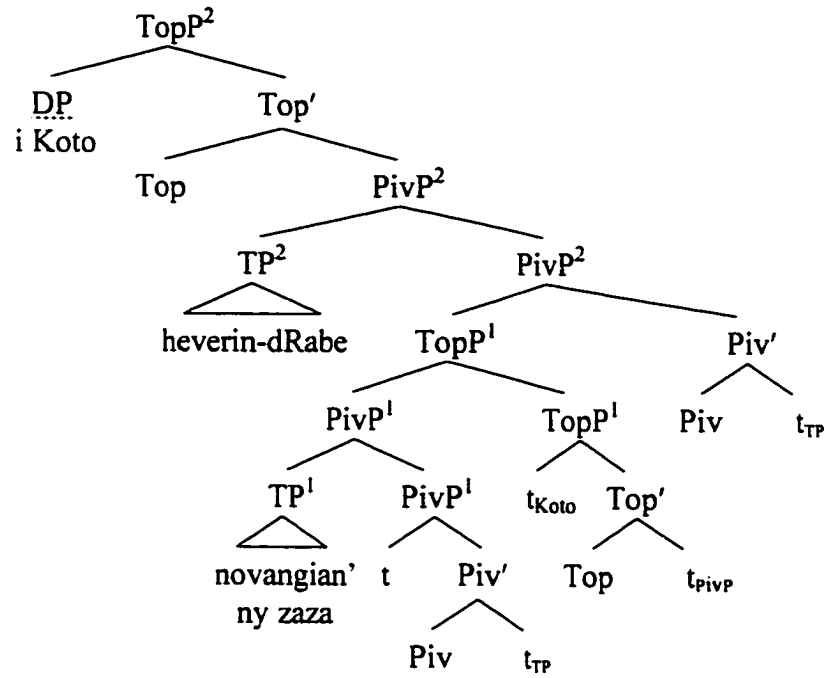 TopP²
DP Top'
i Koto
Top PivP²
TP² PivP²
heverin-dRabe TopP¹ Piv'
PivP¹ TopP¹ Piv t_TP
TP¹ PivP¹ t_Koto Top'
novangian' t Piv' Top t_PivP
ny zaza
Piv t_TP